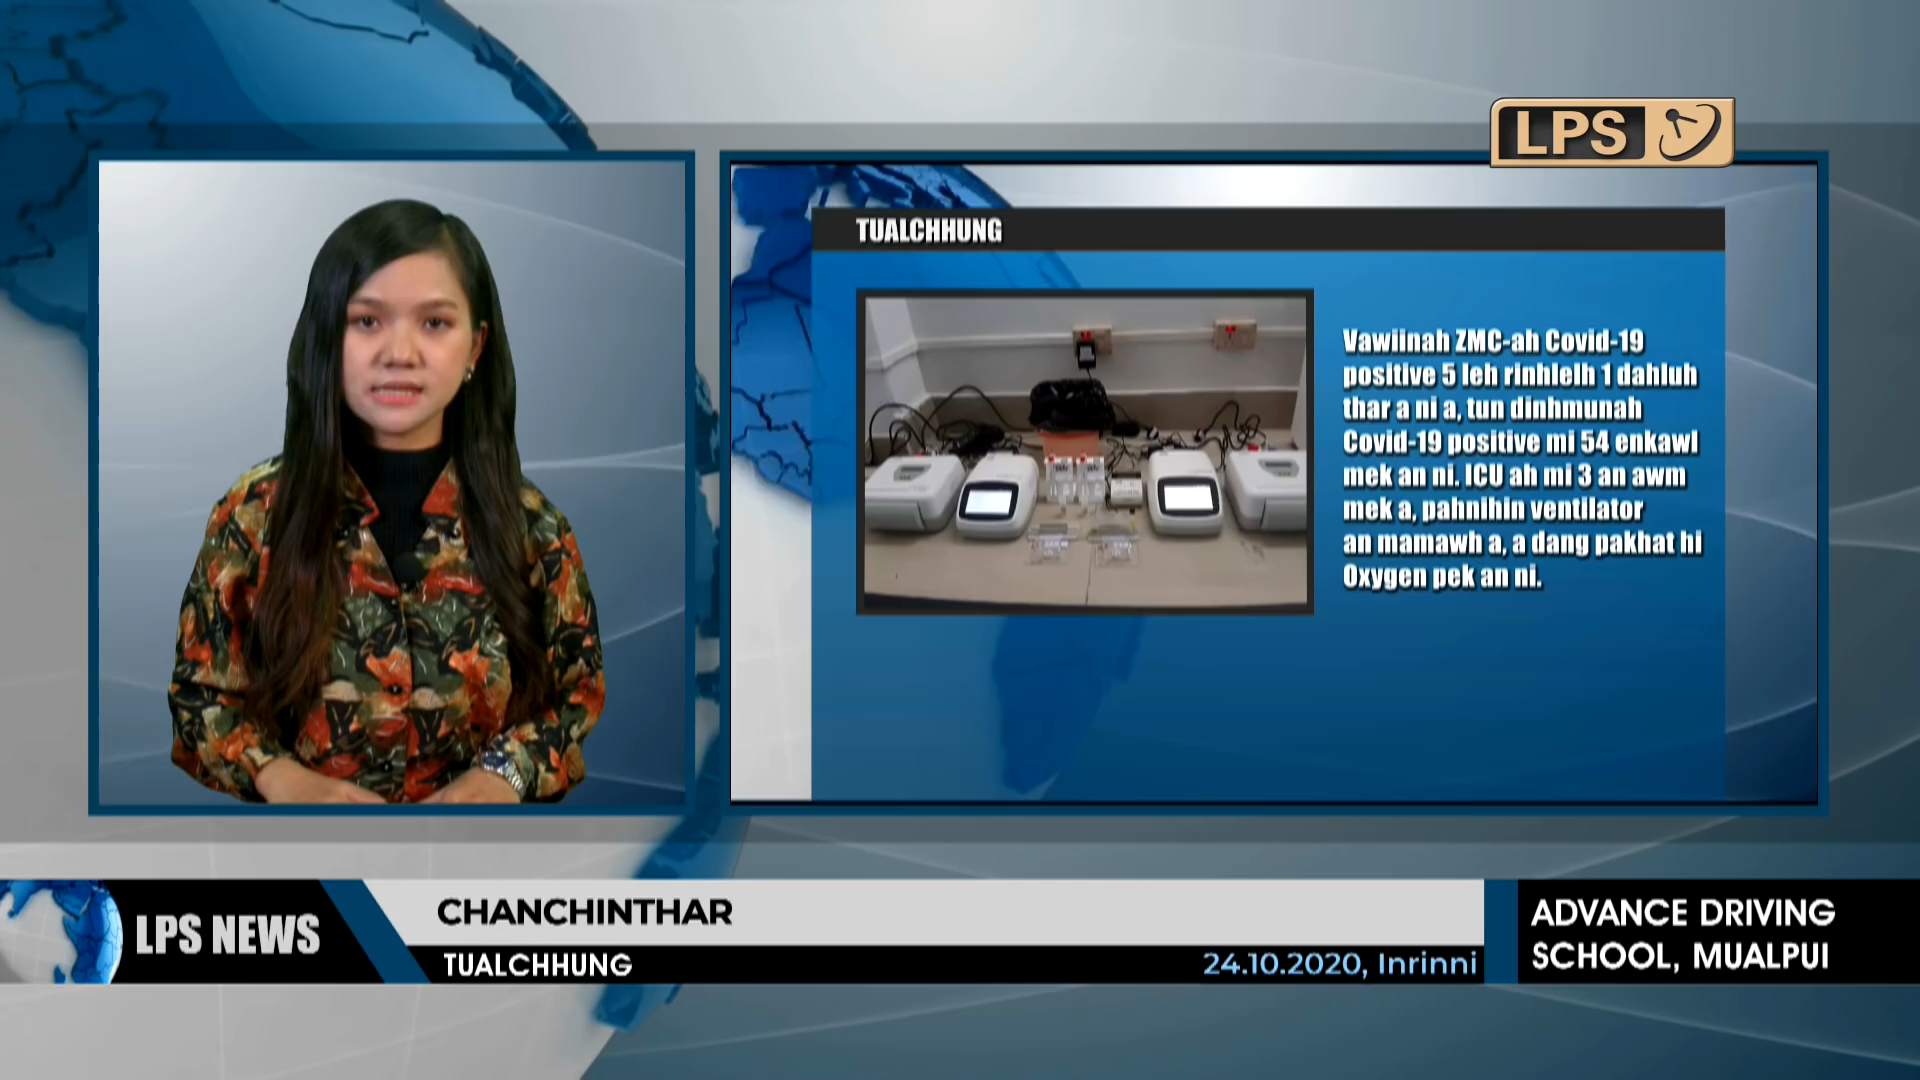 LPS
TUALCHHUNG
Vawiinah ZMC-ah Covid-19
positive 5 leh rinhlelh 1 dahluh
thar a ni a, tun dinhmunah
Covid-19 positive mi 54 enkawl
mek an ni. ICU ah mi 3 an awm
mek a, pahnihin ventilator
an mamawh a, a dang pakhat hi
Oxygen pek an ni.
LPS NEWS
CHANCHINTHAR
TUALCHHUNG
24.10.2020, Inrinni
ADVANCE DRIVING
SCHOOL, MUALPUI